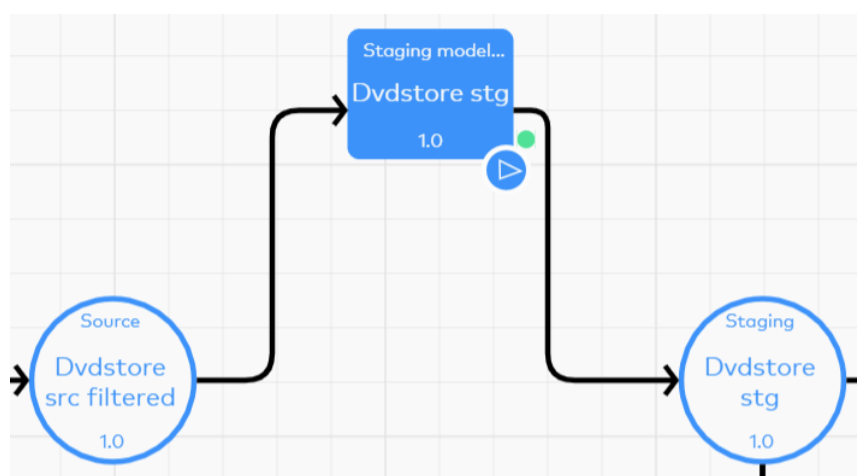 Staging model...
Dvdstore stg
1.0
Source
Dvdstore
src filtered
1.0
Staging
Dvdstore
stg
1.0